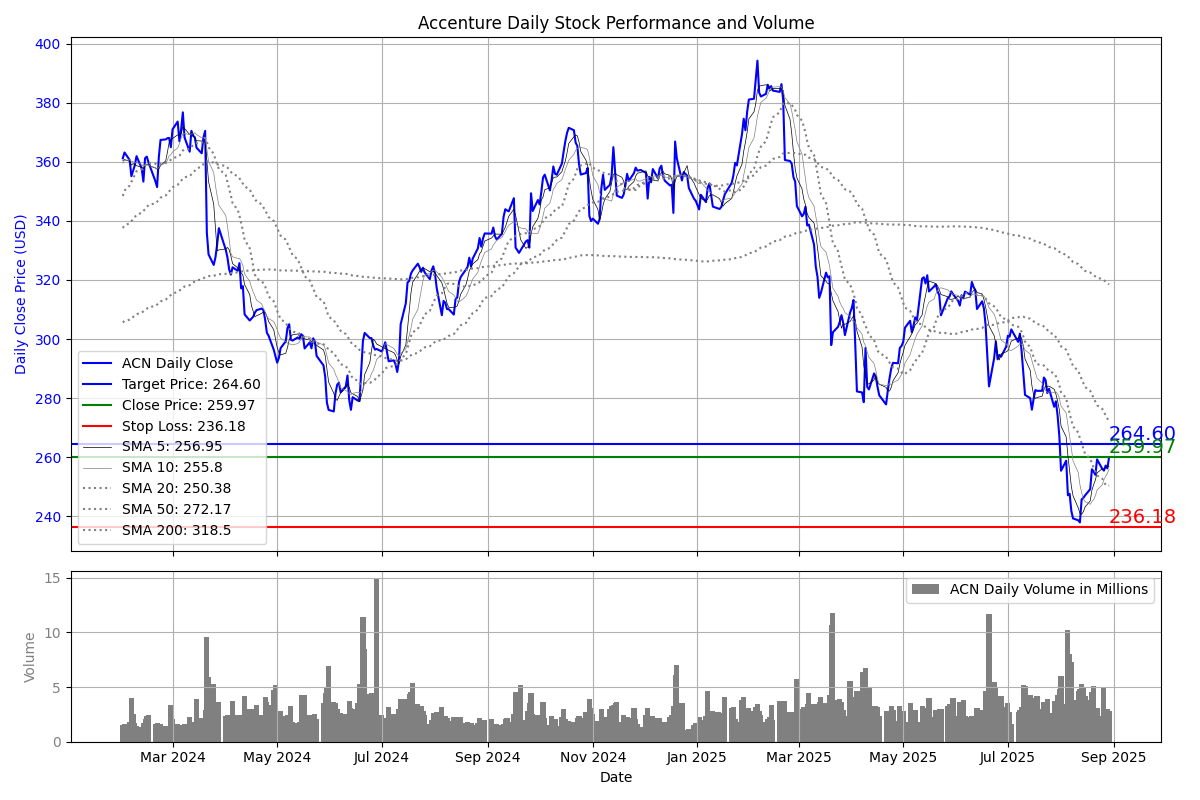 Accenture Daily Stock Performance and Volume
Daily Close Price (USD)
400
380
360
340
320
300
280
260
240
ACN Daily Close
Target Price: 264.60
Close Price: 259.97
Stop Loss: 236.18
SMA 5: 256.95
SMA 10: 255.8
SMA 20: 250.38
SMA 50: 272.17
SMA 200: 318.5
264.60
259.97
236.18
Volume
15
10
5
0
ACN Daily Volume in Millions
Mar 2024 May 2024 Jul 2024 Sep 2024 Nov 2024 Jan 2025 Mar 2025 May 2025 Jul 2025 Sep 2025
Date